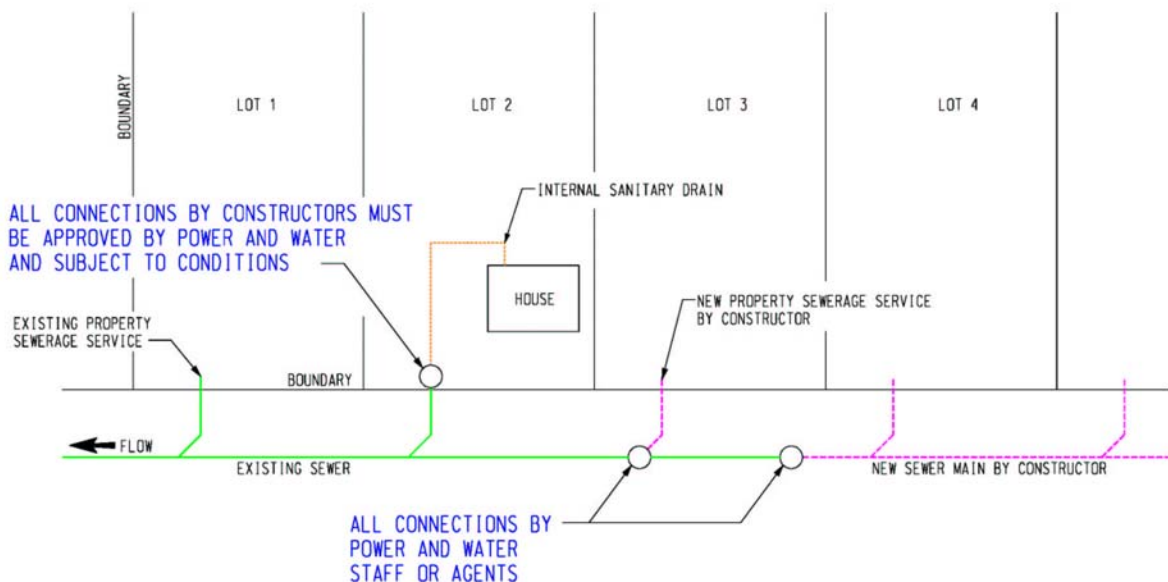 LOT 1
LOT 2
LOT 3
LOT 4
BOUNDARY
INTERNAL SANITARY DRAIN
ALL CONNECTIONS BY CONSTRUCTORS MUST
BE APPROVED BY POWER AND WATER
AND SUBJECT TO CONDITIONS
HOUSE
NEW PROPERTY SEWERAGE SERVICE
BY CONSTRUCTOR
EXISTING PROPERTY
SEWERAGE SERVICE
BOUNDARY
FLOW
EXISTING SEWER
NEW SEWER MAIN BY CONSTRUCTOR
ALL CONNECTIONS BY
POWER AND WATER
STAFF OR AGENTS